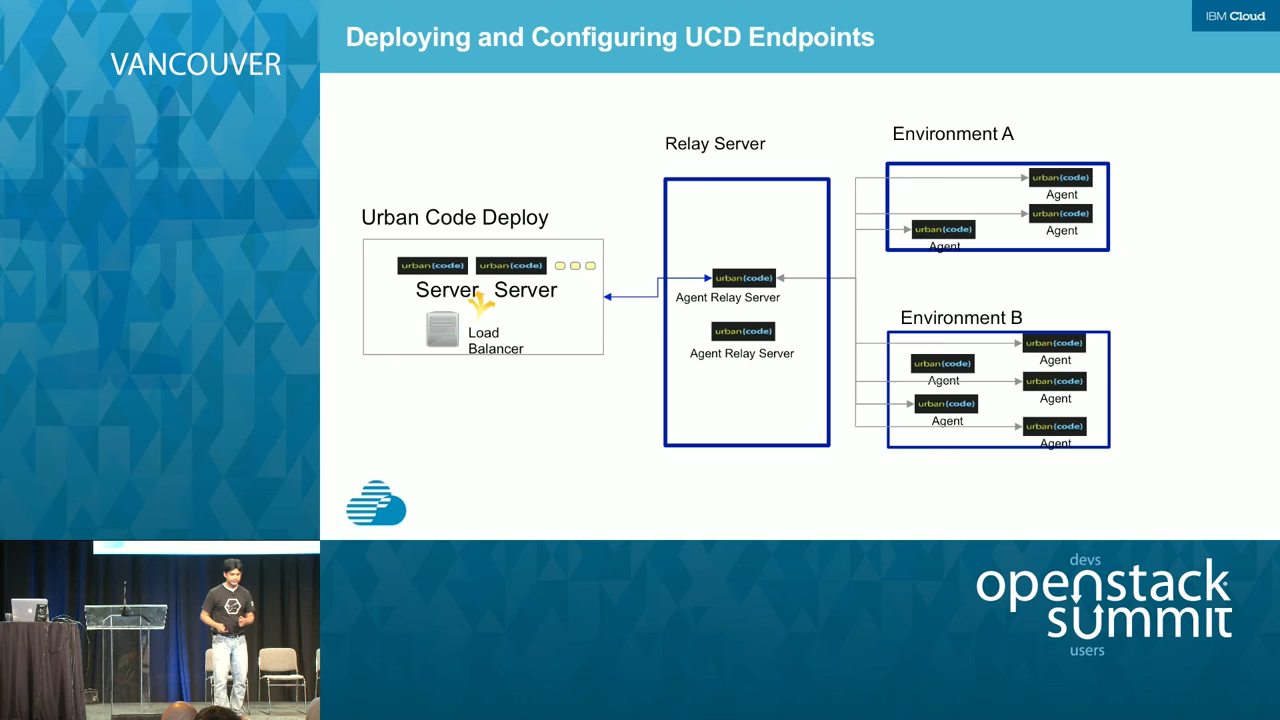 VANCOUVER
Deploying and Configuring UCD Endpoints
IBM Cloud
Urban Code Deploy
urban{code}
urban{code}
Server
Server
Load
Balancer
Relay Server
urban{code}
Agent Relay Server
urban{code}
Agent Relay Server
Environment A
urban{code}
Agent
urban{code}
Agent
urban{code}
Agent
Environment B
urban{code}
Agent
urban{code}
Agent
urban{code}
Agent
urban{code}
Agent
urban{code}
Agent
devs
openstack
summit
users